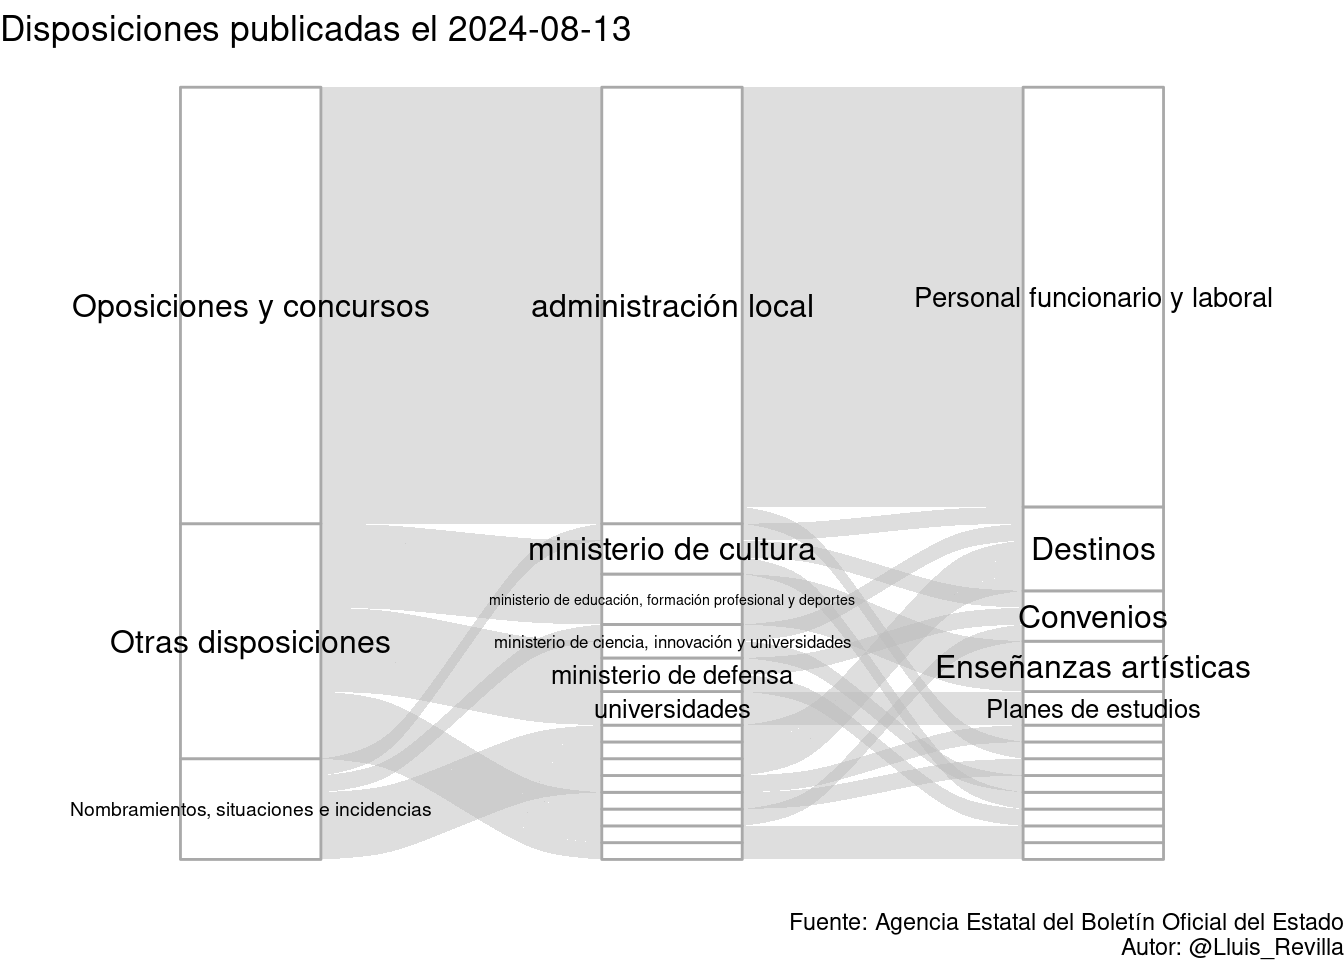 Disposiciones publicadas el 2024-08-13
Oposiciones y concursos
Otras disposiciones
Nombramientos, situaciones e incidencias
administración local
ministerio de cultura
ministerio de educación, formación profesional y deportes
ministerio de ciencia, innovación y universidades
ministerio de defensa
universidades
Personal funcionario y laboral
Destinos
Convenios
Enseñanzas artísticas
Planes de estudios
Fuente: Agencia Estatal del Boletín Oficial del Estado
Autor: @Lluis_Revilla